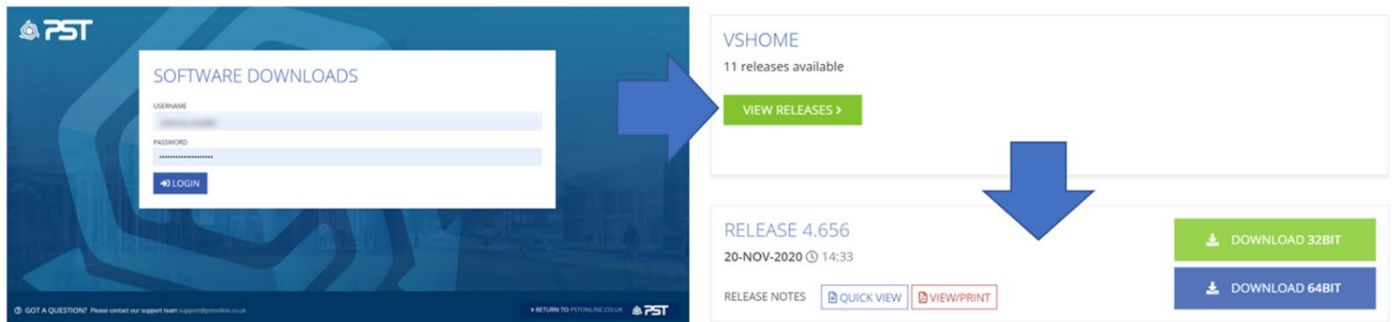 PST
SOFTWARE DOWNLOADS
USERNAME
PASSWORD
LOGIN
GOT A QUESTION? Please contact our support team support@pstonline.co.uk
RETURN TO PSTONLINE.CO.UK
PST
VSHOME
11 releases available
VIEW RELEASES >
RELEASE 4.656
20-NOV-2020 14:33
RELEASE NOTES QUICK VIEW VIEW/PRINT
DOWNLOAD 32BIT
DOWNLOAD 64BIT